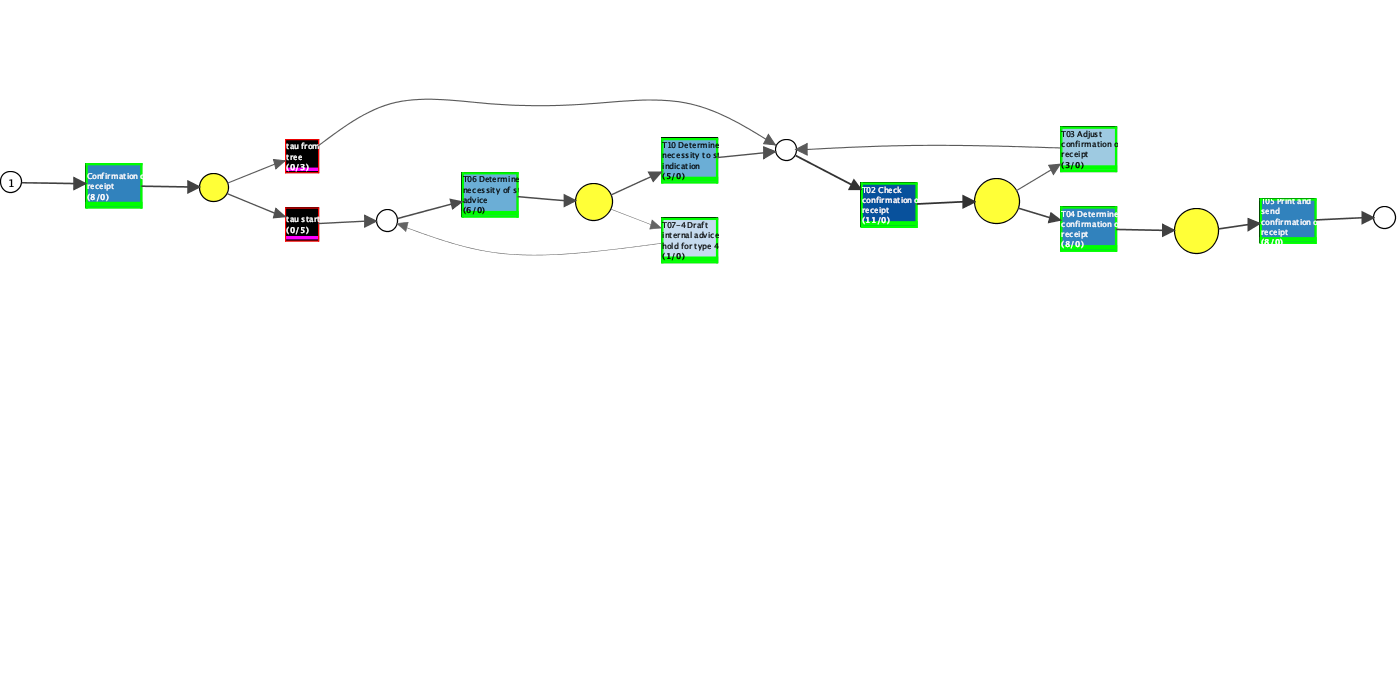 1
Confirmation
receipt
(8/0)
tau from
tree
(0/3)
tau start
(0/5)
T06 Determine
necessity of s
advice
(6/0)
T10 Determine
necessity to s
indication
(5/0)
T07-4 Draft
internal advice
hold for type 4
(1/0)
T02 Check
confirmation o
receipt
(11/0)
T03 Adjust
confirmation o
receipt
(3/0)
T04 Determine
confirmation o
receipt
(8/0)
T05 Print and
send
confirmation o
receipt
(8/0)